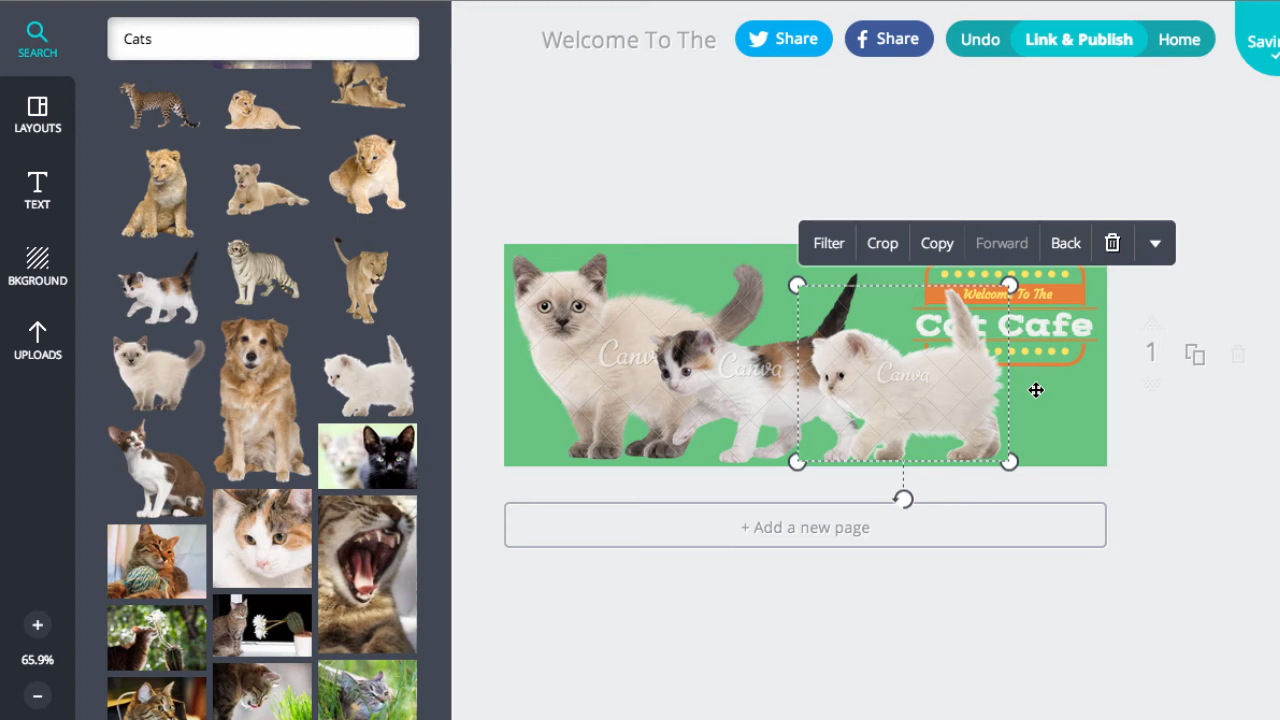 SEARCH
Cats
LAYOUTS
TEXT
BKGROUND
UPLOADS
65.9%
Welcome To The
Share
Share
Undo
Link & Publish
Home
Savin
Filter
Crop
Copy
Forward
Back
Welcome To The
Cat Cafe
Canva
Canva
Canva
1
+ Add a new page